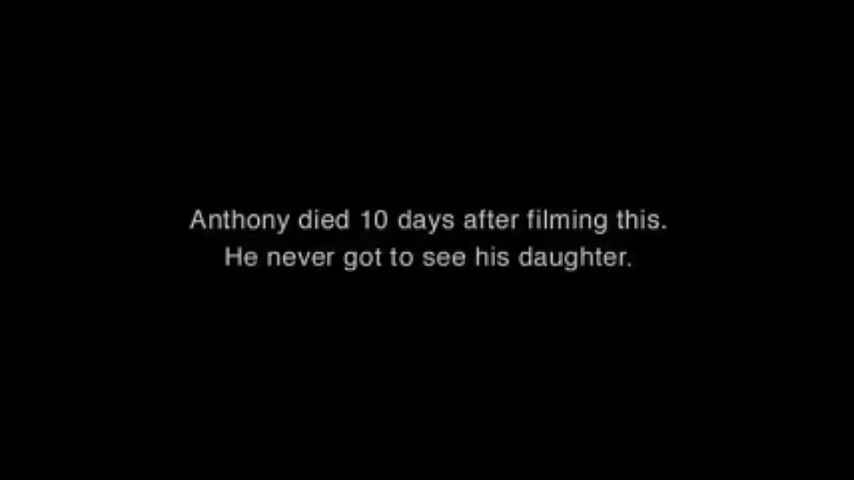 Anthony died 10 days after filming this.
He never got to see his daughter.